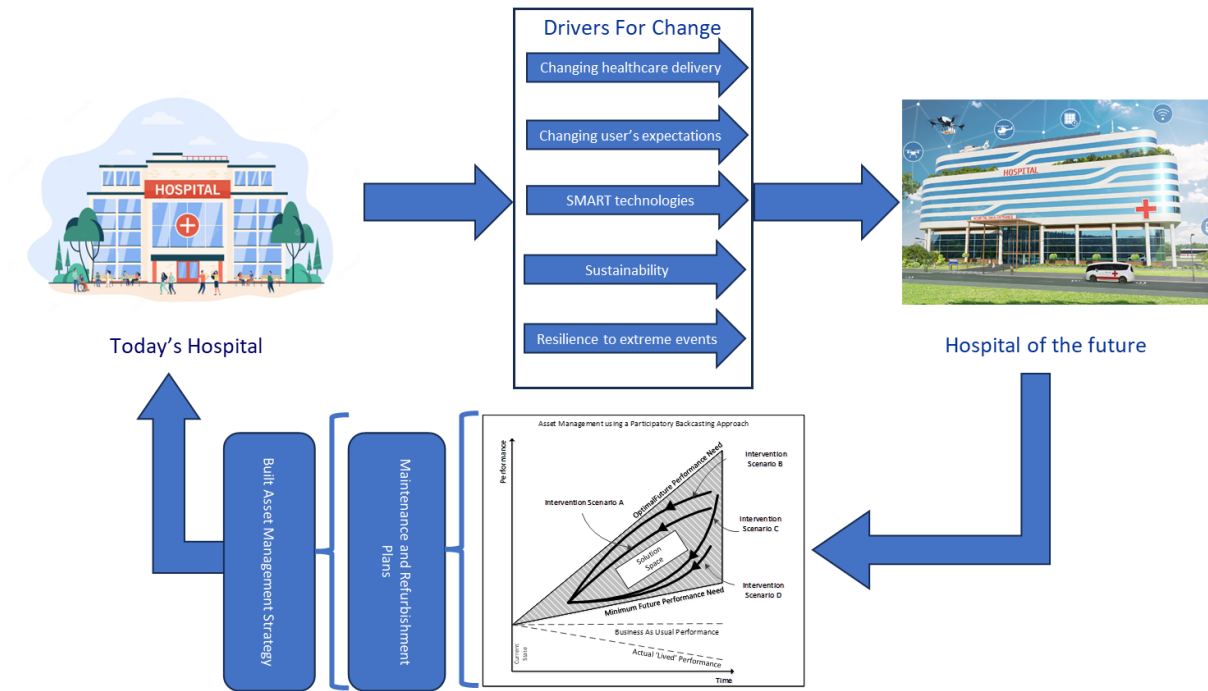 Drivers For Change
Changing healthcare delivery
Changing user's expectations
SMART technologies
Sustainability
Resilience to extreme events
HOSPITAL
Today's Hospital
HOSPITAL
Hospital of the future
Built Asset Management Strategy
Maintenance and Refurbishment
Plans
Asset Management using a Participatory Backcasting Approach
Performance
OptimalFuture Performance Need
Intervention
Scenario B
Intervention Scenario A
Intervention
Scenario C
Solution
Space
Intervention
Scenario D
Minimum Future Performance Need
Business As Usual Performance
Actual 'Lived' Performance
Current
State
Time